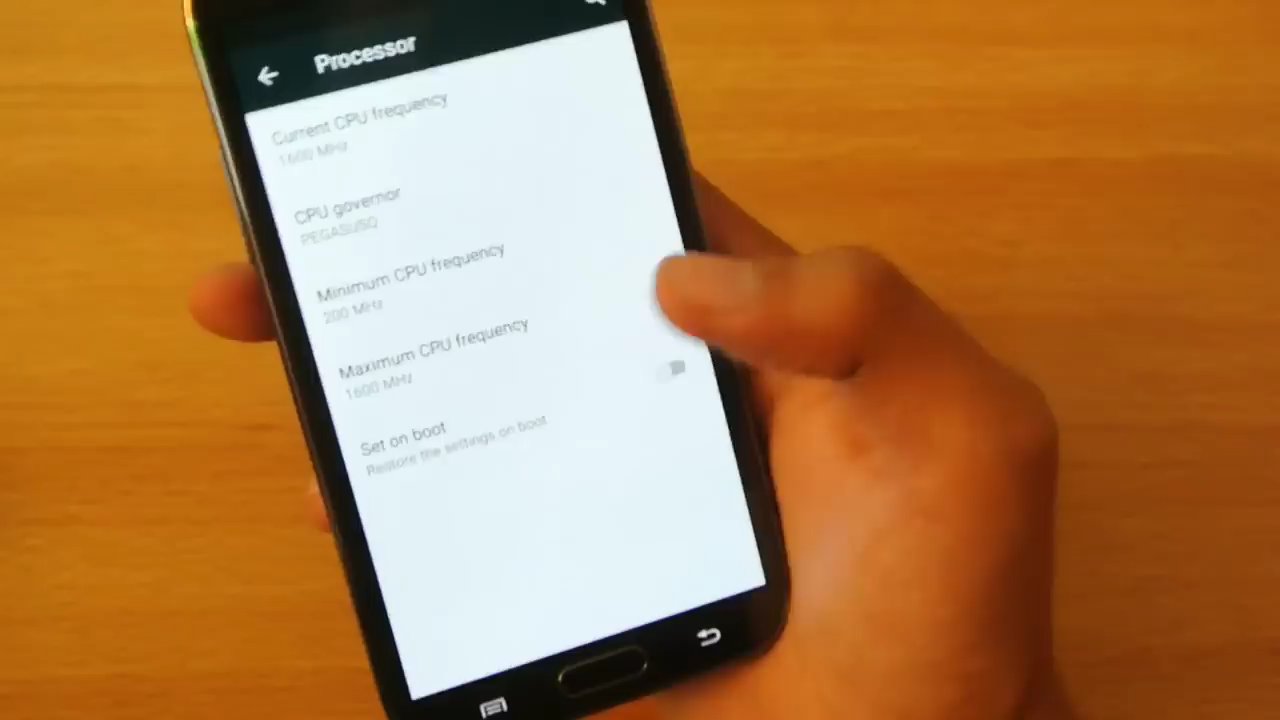 Processor
Current CPU frequency
1600 MHz
CPU governor
PEGASUSQ
Minimum CPU frequency
200 MHz
Maximum CPU frequency
1600 MHz
Set on boot
Restore the settings on boot